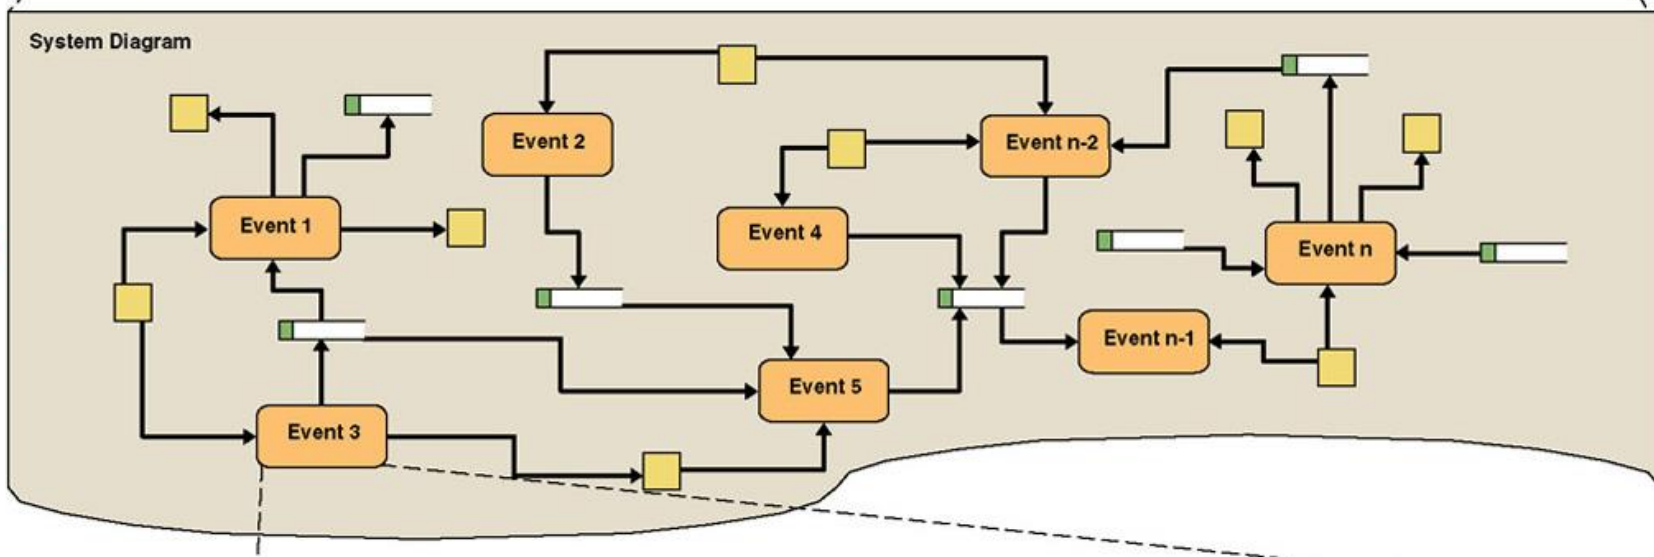 System Diagram
Event 2
Event n-2
Event 1
Event 4
Event n
Event n-1
Event 5
Event 3